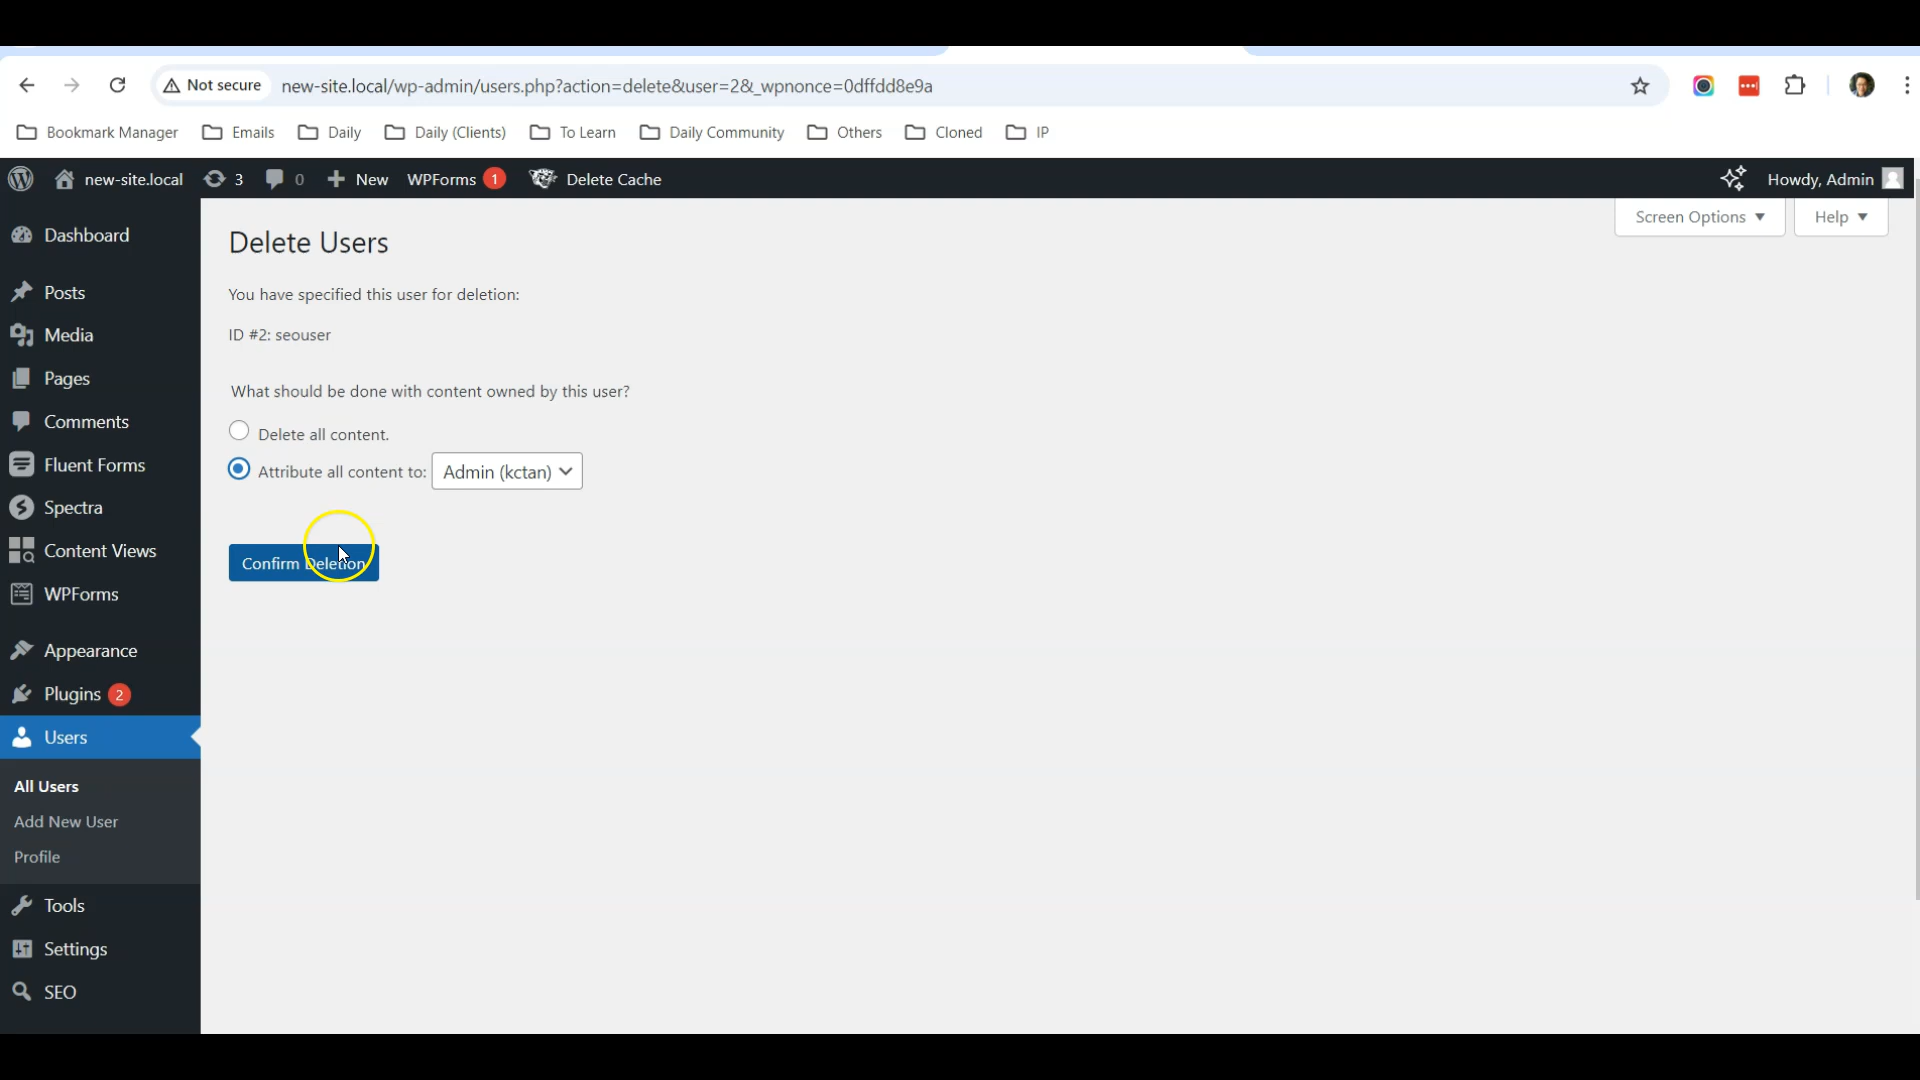 Not secure new-site.local/wp-admin/users.php?action=delete&user=2&_wpnonce=0dffdd8e9a
Bookmark Manager Emails Daily Daily (Clients) To Learn Daily Community Others Cloned IP
new-site.local 3 0 New WPForms 1 Delete Cache Howdy, Admin
Screen Options Help
Dashboard
Posts
Media
Pages
Comments
Fluent Forms
Spectra
Content Views
WPForms
Appearance
Plugins 2
Users
All Users
Add New User
Profile
Tools
Settings
SEO
Delete Users
You have specified this user for deletion:
ID #2: seouser
What should be done with content owned by this user?
Delete all content.
Attribute all content to: Admin (kctan)
Confirm Deletion